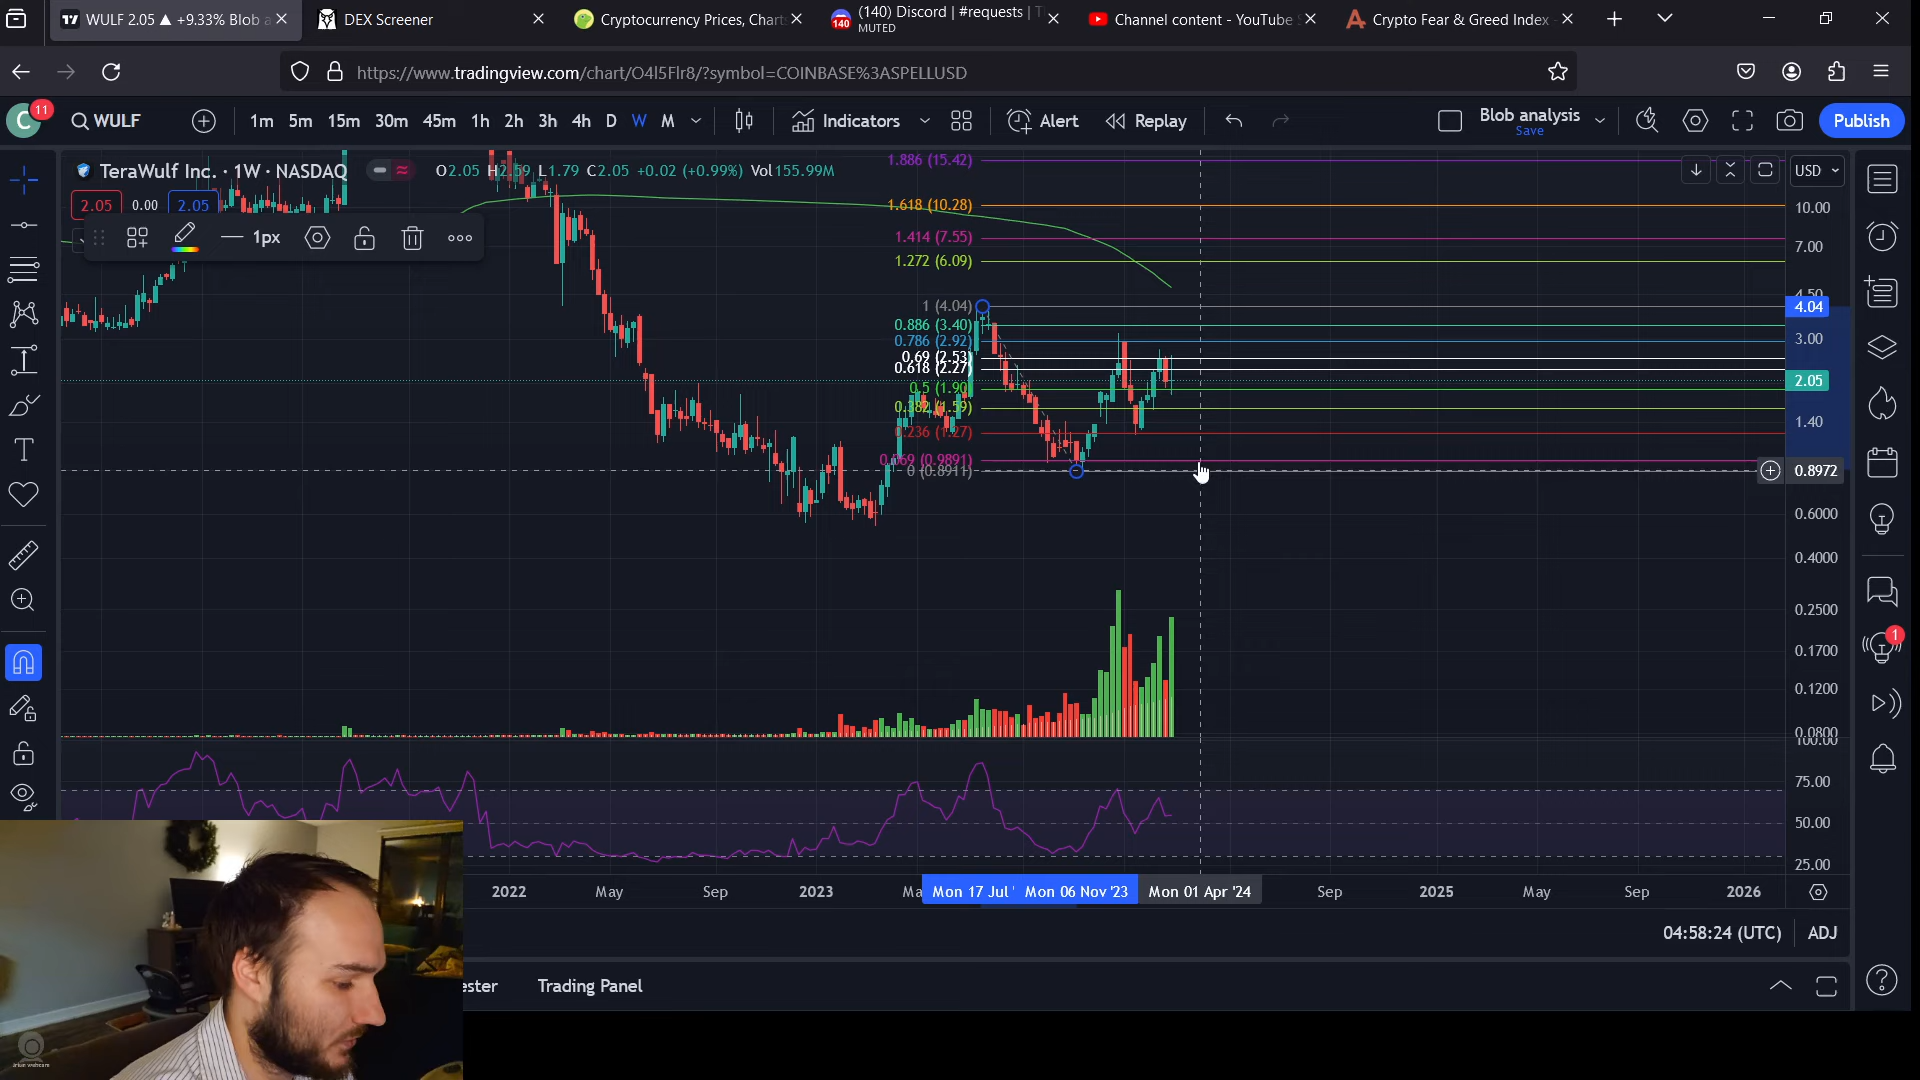 WULF 2.05 ▲ +9.33% Blob a
DEX Screener
Cryptocurrency Prices, Chart
(140) Discord | #requests | T
MUTED
140
Channel content - YouTube S
Crypto Fear & Greed Index -
https://www.tradingview.com/chart/O4l5Flr8/?symbol=COINBASE%3ASPELLUSD
C
11
WULF
1m 5m 15m 30m 45m 1h 2h 3h 4h D W M
Indicators
Alert
Replay
Blob analysis
Save
Publish
TeraWulf Inc. · 1W · NASDAQ
O2.05 H2.59 L1.79 C2.05 +0.02 (+0.99%) Vol155.99M
2.05 0.00 2.05
1px
USD
1.886 (15.42)
1.618 (10.28)
1.414 (7.55)
1.272 (6.09)
1 (4.04)
0.886 (3.40)
0.786 (2.92)
0.69 (2.53)
0.618 (2.27)
0.5 (1.90)
0.382 (1.59)
0.236 (1.27)
(0.9891)
0 (0.8911)
10.00
7.00
4.50
4.04
3.00
2.05
1.40
0.8972
0.6000
0.4000
0.2500
0.1700
0.1200
0.0800
100.00
75.00
50.00
25.00
1
2022 May Sep 2023 Ma Mon 17 Jul ' Mon 06 Nov '23 Mon 01 Apr '24 Sep 2025 May Sep 2026
04:58:24 (UTC) ADJ
ester
Trading Panel